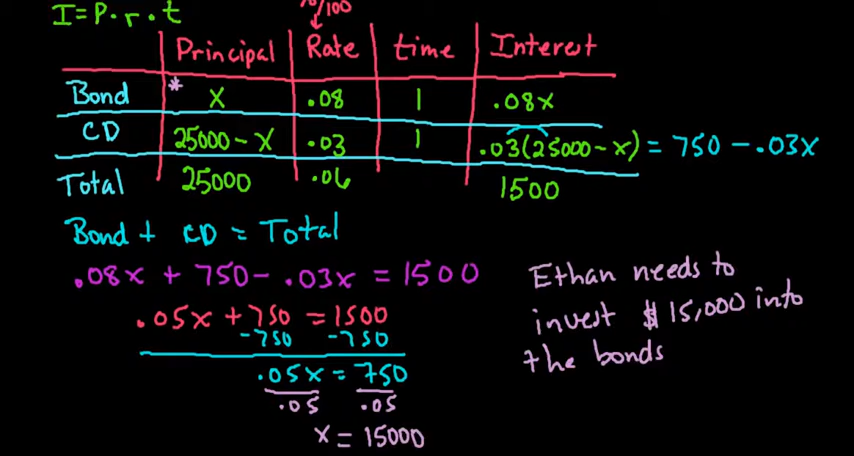 I = P · r · t
%/100
Principal Rate time Interest
Bond * X .08 1 .08x
CD 25000 - X .03 1 .03(25000 - x) = 750 - .03x
Total 25000 .06 1500
Bond + CD = Total
.08x + 750 - .03x = 1500
.05x + 750 = 1500
-750 -750
.05x = 750
.05 .05
x = 15000
Ethan needs to
invest $15,000 into
the bonds